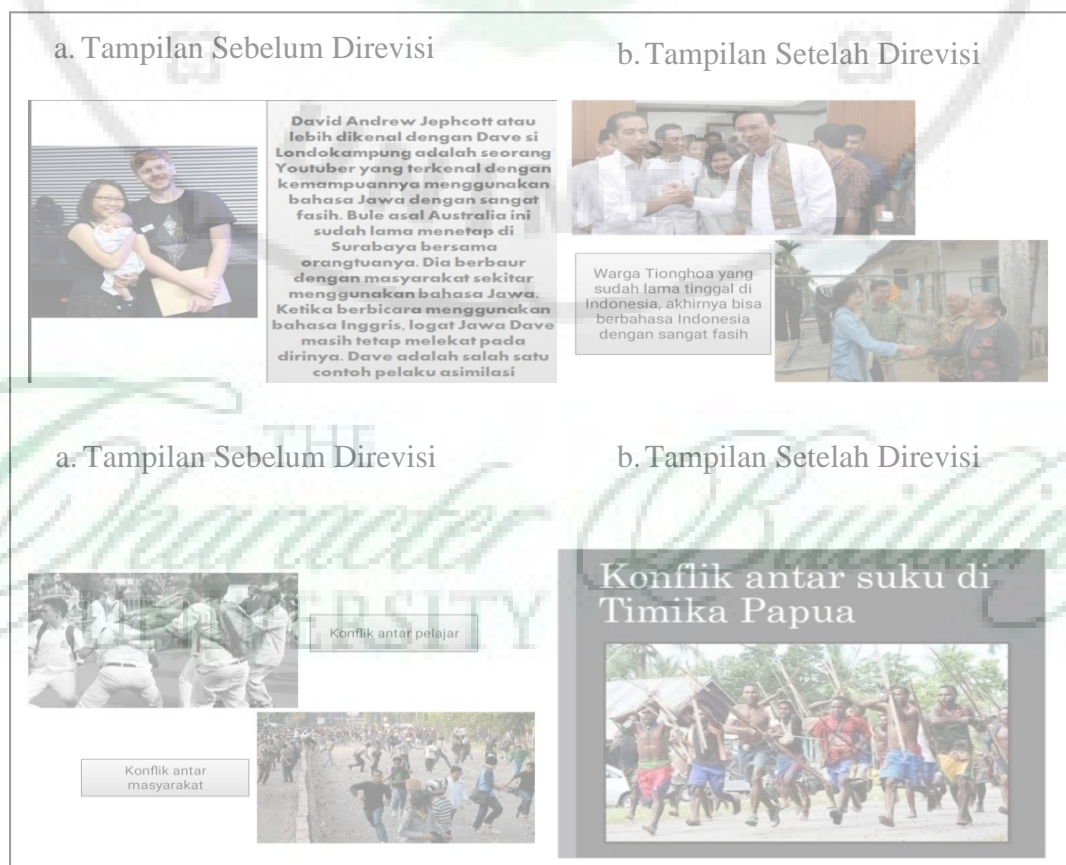 a. Tampilan Sebelum Direvisi
b. Tampilan Setelah Direvisi
David Andrew Jephcott atau
lebih dikenal dengan Dave si
Londokampung adalah seorang
Youtuber yang terkenal dengan
kemampuannya menggunakan
bahasa Jawa dengan sangat
fasih. Bule asal Australia ini
sudah lama menetap di
Surabaya bersama
orangtuanya. Dia berbaur
dengan masyarakat sekitar
menggunakan bahasa Jawa.
Ketika berbicara menggunakan
bahasa Inggris, logat Jawa Dave
masih tetap melekat pada
dirinya. Dave adalah salah satu
contoh pelaku asimilasi
Warga Tionghoa yang
sudah lama tinggal di
Indonesia, akhirnya bisa
berbahasa Indonesia
dengan sangat fasih
THE
Character Building
UNIVERSITY
a. Tampilan Sebelum Direvisi
b. Tampilan Setelah Direvisi
Konflik antar pelajar
Konflik antar
masyarakat
Konflik antar suku di
Timika Papua